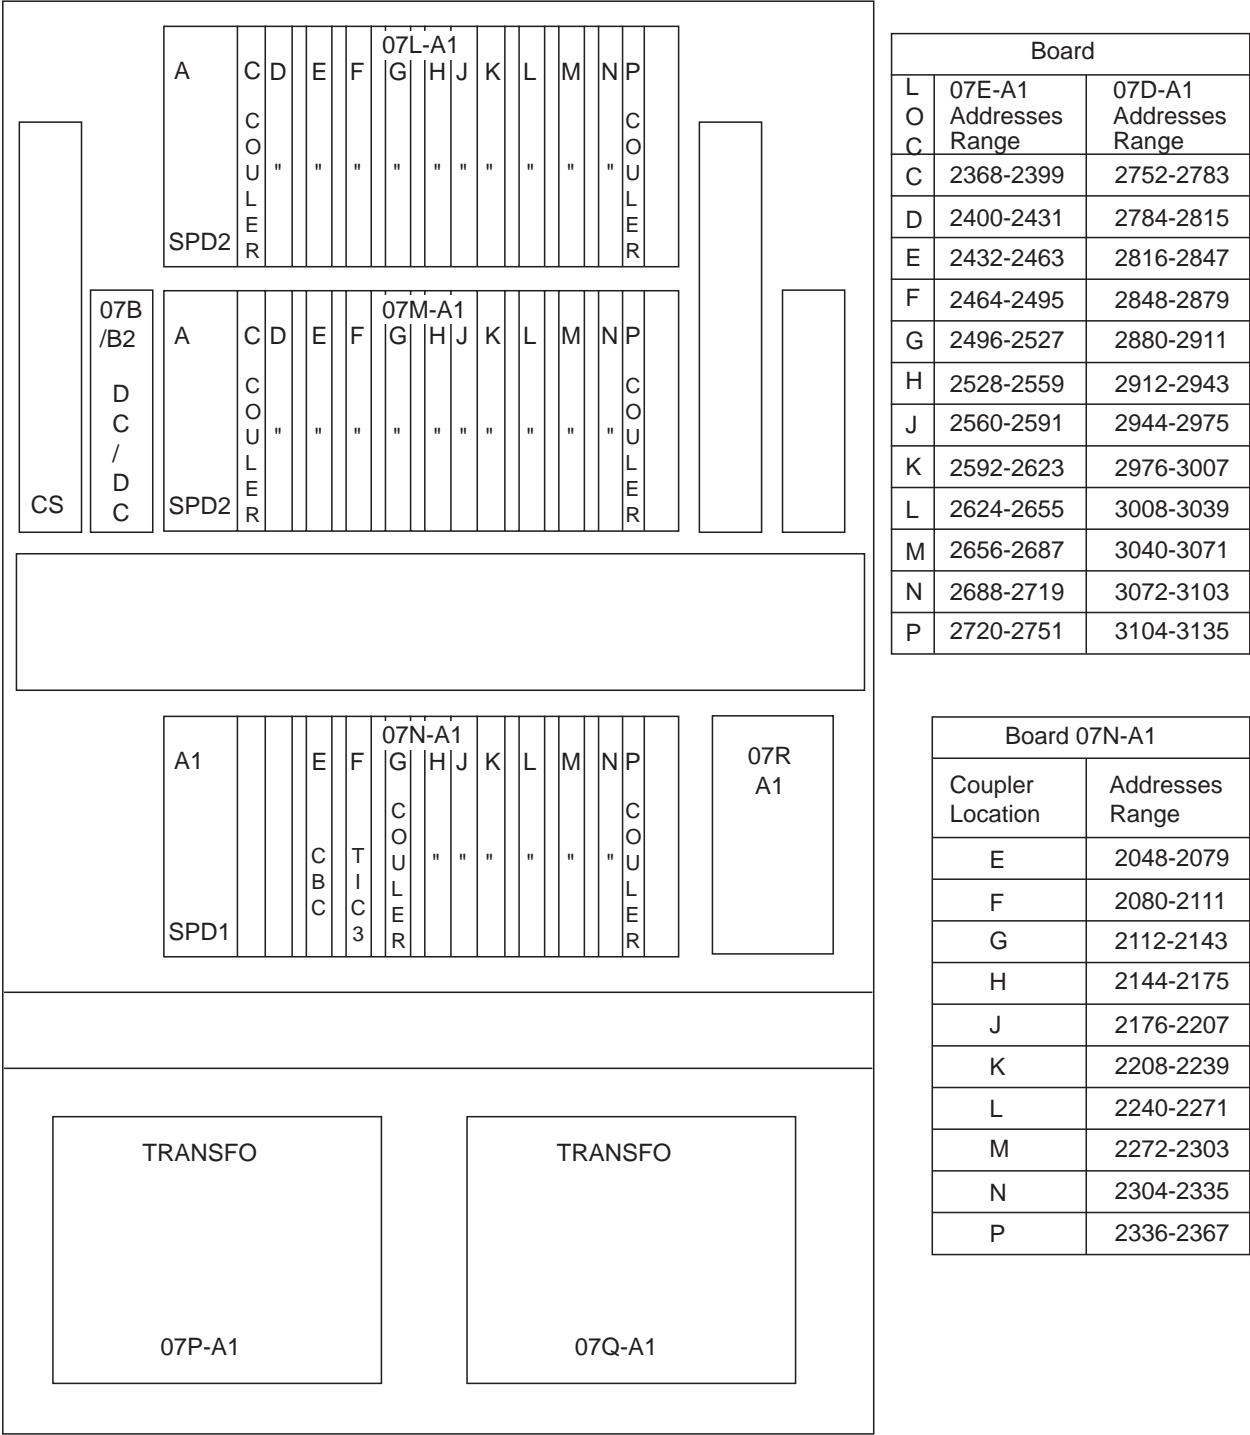 07L-A1
A C D E F G H J K L M N P
COULER " " " " " " " " " " COULER
SPD2
07B
/B2
DC/DC
CS
07M-A1
A C D E F G H J K L M N P
COULER " " " " " " " " " " COULER
SPD2
07N-A1
A1 E F G H J K L M N P
CBC TIC3 COULER " " " " " " COULER
SPD1
07R
A1
TRANSFO
07P-A1
TRANSFO
07Q-A1
Board
LOC 07E-A1 Addresses Range 07D-A1 Addresses Range
C 2368-2399 2752-2783
D 2400-2431 2784-2815
E 2432-2463 2816-2847
F 2464-2495 2848-2879
G 2496-2527 2880-2911
H 2528-2559 2912-2943
J 2560-2591 2944-2975
K 2592-2623 2976-3007
L 2624-2655 3008-3039
M 2656-2687 3040-3071
N 2688-2719 3072-3103
P 2720-2751 3104-3135
Board 07N-A1
Coupler Addresses
Location Range
E 2048-2079
F 2080-2111
G 2112-2143
H 2144-2175
J 2176-2207
K 2208-2239
L 2240-2271
M 2272-2303
N 2304-2335
P 2336-2367